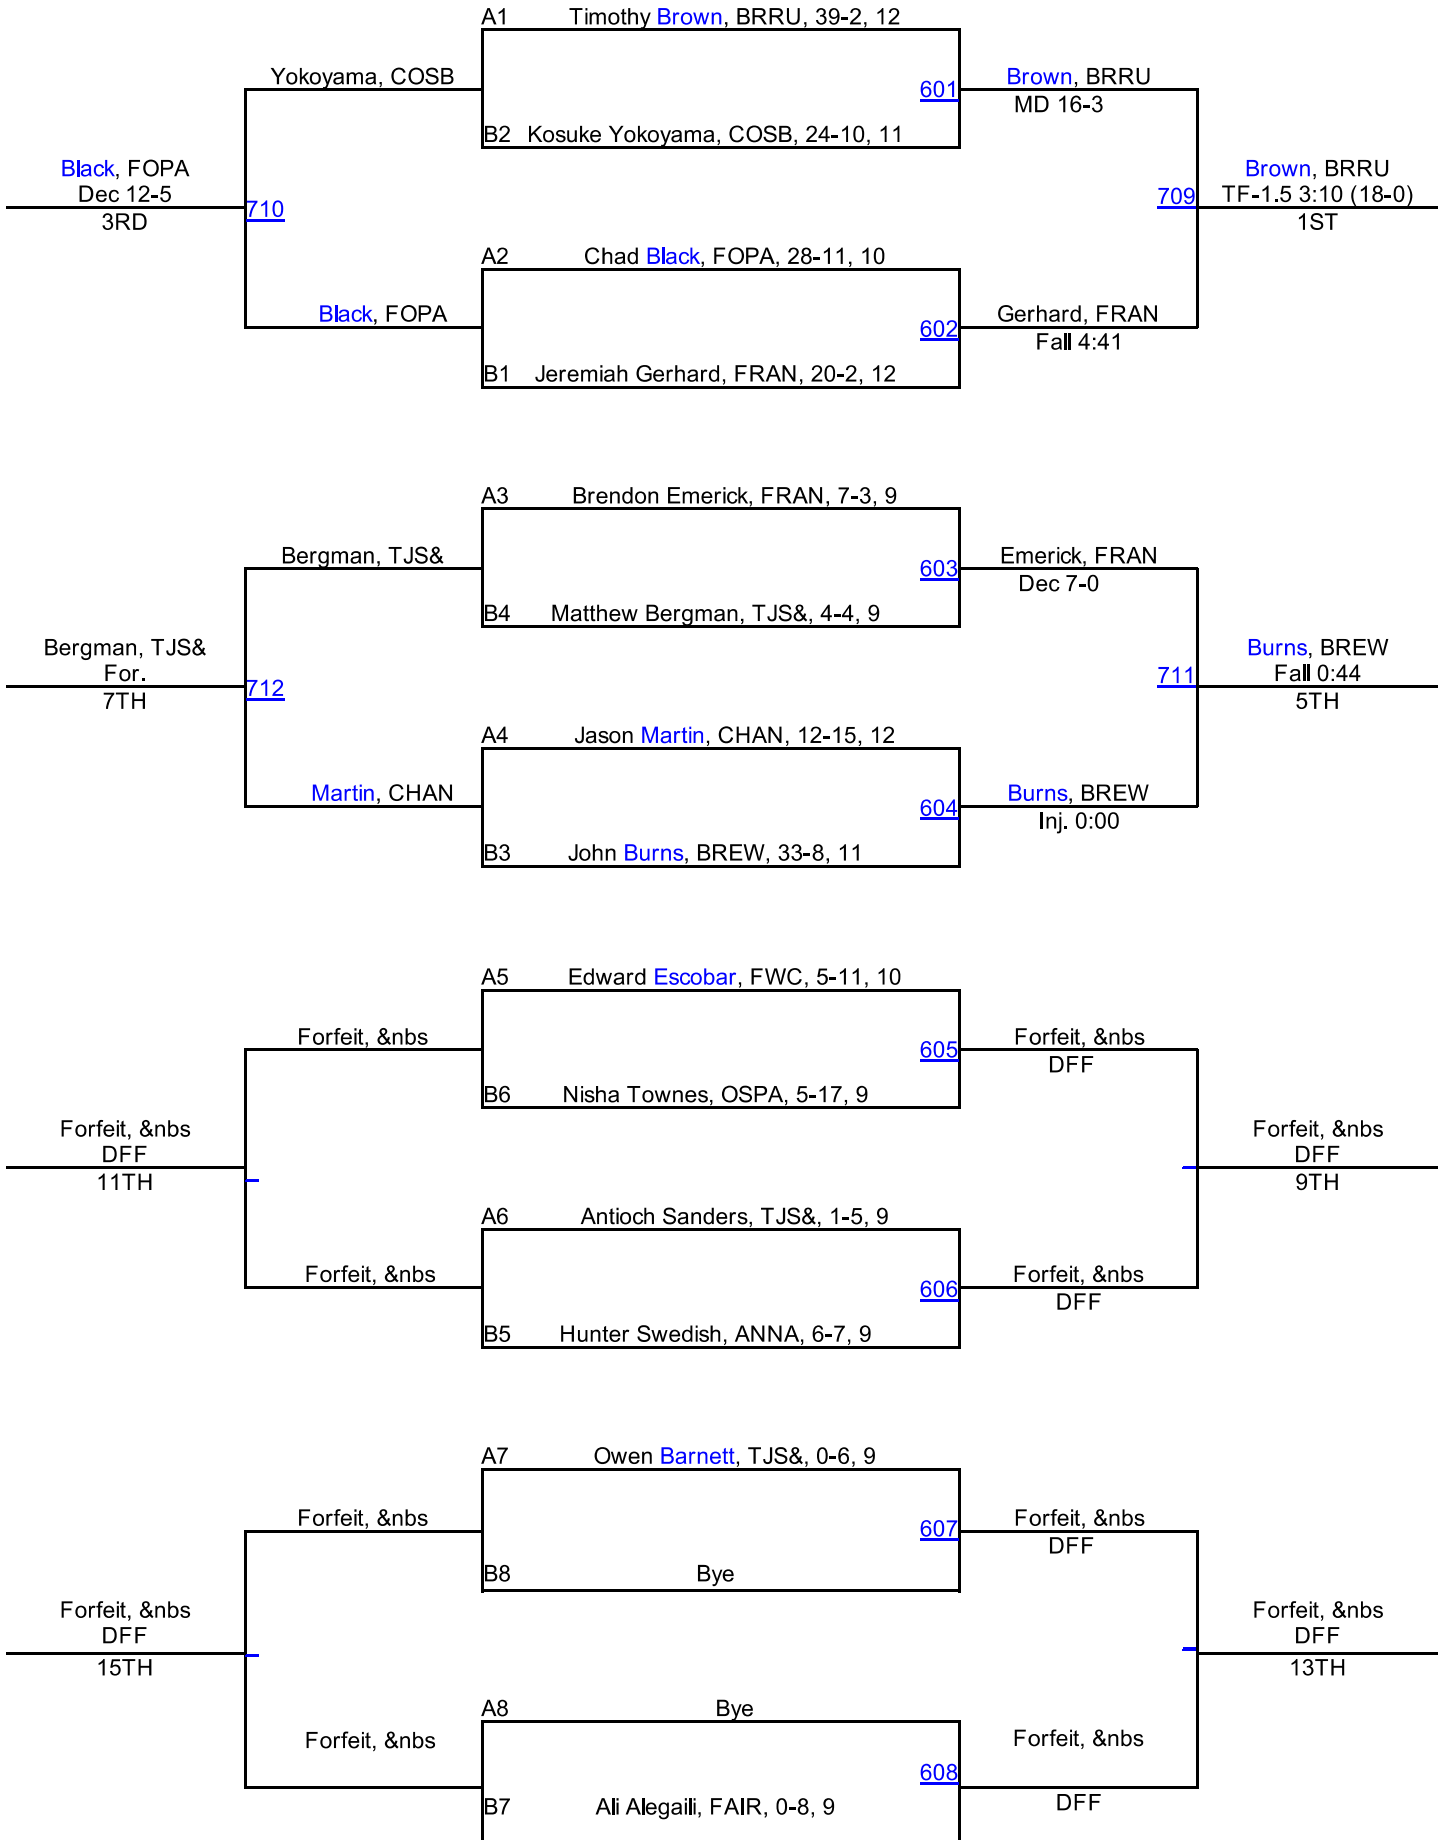 A1 Timothy Brown, BRRU, 39-2, 12
Yokoyama, COSB
601
Brown, BRRU
MD 16-3
B2 Kosuke Yokoyama, COSB, 24-10, 11
Black, FOPA
Dec 12-5
3RD
710
709
Brown, BRRU
TF-1.5 3:10 (18-0)
1ST
A2 Chad Black, FOPA, 28-11, 10
Black, FOPA
602
Gerhard, FRAN
Fall 4:41
B1 Jeremiah Gerhard, FRAN, 20-2, 12
A3 Brendon Emerick, FRAN, 7-3, 9
Bergman, TJS&
603
Emerick, FRAN
Dec 7-0
B4 Matthew Bergman, TJS&, 4-4, 9
Bergman, TJS&
For.
7TH
712
711
Burns, BREW
Fall 0:44
5TH
A4 Jason Martin, CHAN, 12-15, 12
Martin, CHAN
604
Burns, BREW
Inj. 0:00
B3 John Burns, BREW, 33-8, 11
A5 Edward Escobar, FWC, 5-11, 10
Forfeit, &nbs
605
Forfeit, &nbs
DFF
B6 Nisha Townes, OSPA, 5-17, 9
Forfeit, &nbs
DFF
11TH
Forfeit, &nbs
DFF
9TH
A6 Antioch Sanders, TJS&, 1-5, 9
Forfeit, &nbs
606
Forfeit, &nbs
DFF
B5 Hunter Swedish, ANNA, 6-7, 9
A7 Owen Barnett, TJS&, 0-6, 9
Forfeit, &nbs
607
Forfeit, &nbs
DFF
B8 Bye
Forfeit, &nbs
DFF
15TH
Forfeit, &nbs
DFF
13TH
A8 Bye
Forfeit, &nbs
608
Forfeit, &nbs
DFF
B7 Ali Alegaili, FAIR, 0-8, 9